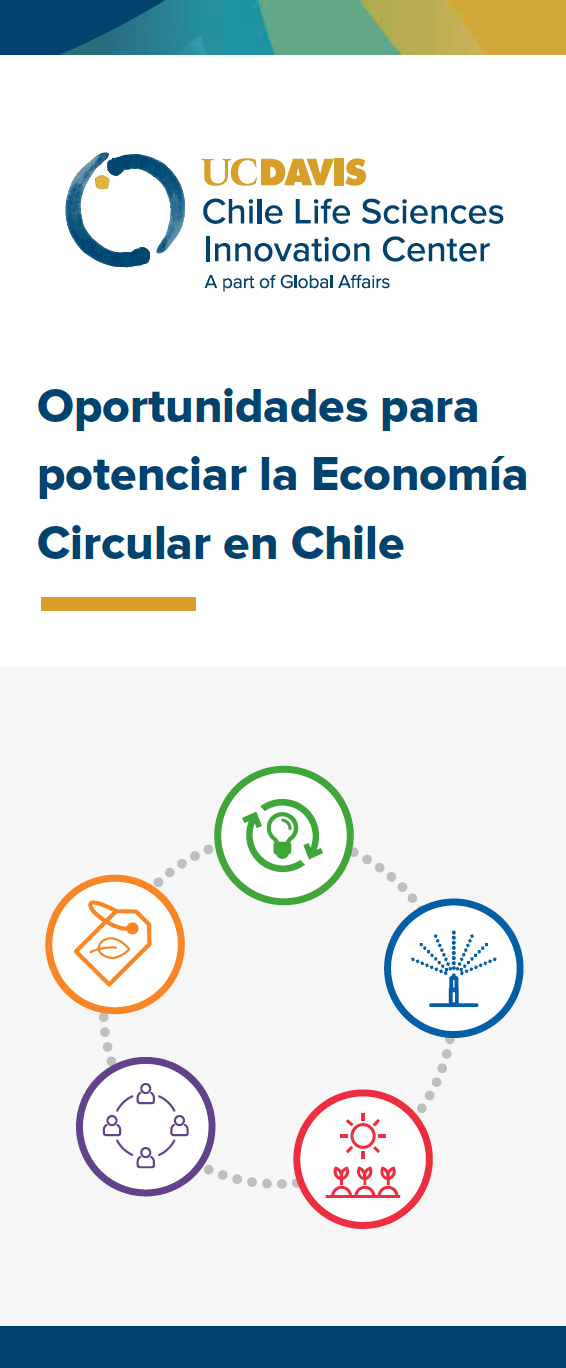 UCDAVIS
Chile Life Sciences
Innovation Center
A part of Global Affairs
Oportunidades para
potenciar la Economía
Circular en Chile